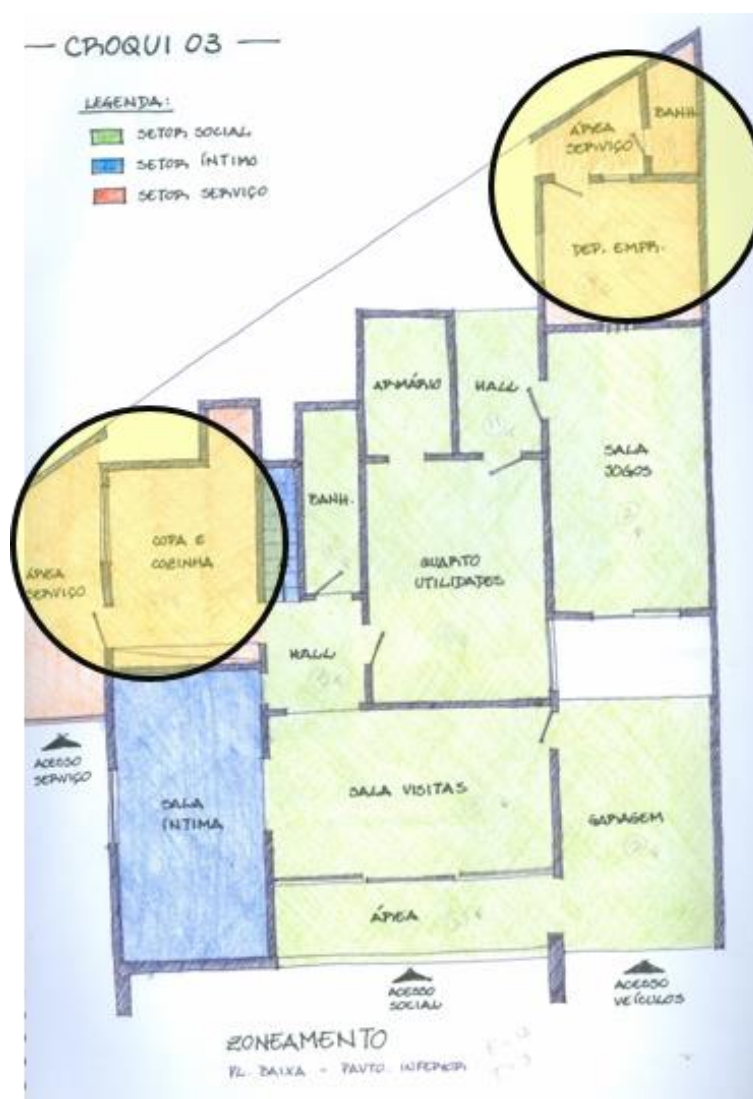 CROQUI 03
LEGENDA:
SETOR SOCIAL
SETOR ÍNTIMO
SETOR SERVIÇO
ÁREA
SERVIÇO
BANH.
DEP. EMPR.
ARMÁRIO
HALL
SALA
JOGOS
BANH.
COPA E
COZINHA
QUARTO
UTILIDADES
ÁREA
SERVIÇO
HALL
ACESSO
SERVIÇO
SALA
ÍNTIMA
SALA VISITAS
GARAGEM
ÁREA
ACESSO
SOCIAL
ACESSO
VEÍCULOS
ZONEAMENTO
PL. BAIXA - PAVTO. INFERIOR